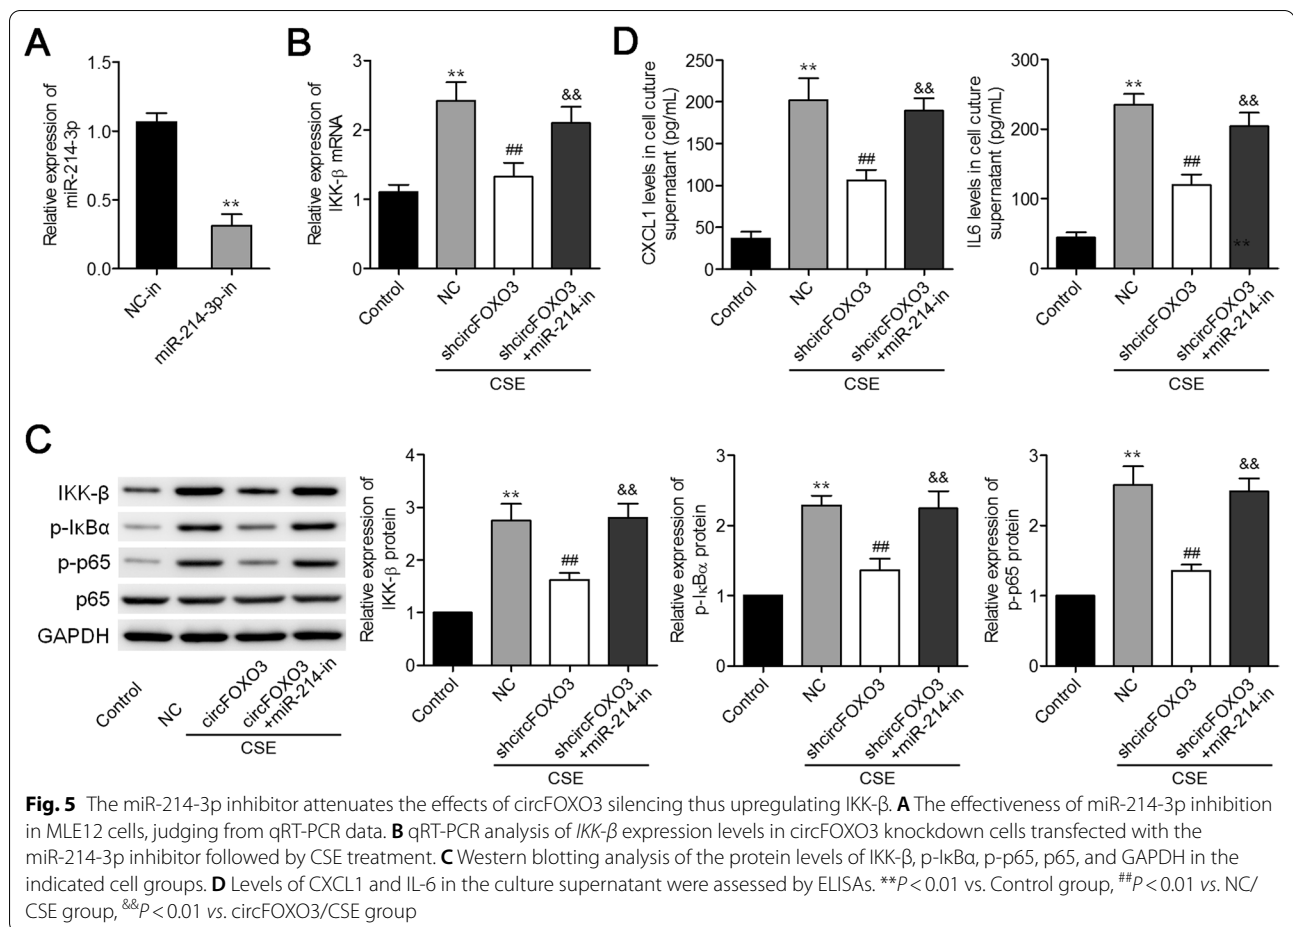 A
Relative expression of
miR-214-3p
1.5
1.0
0.5
0.0
**
NC-in
miR-214-3p-in
B
Relative expression of
IKK-β mRNA
3
2
1
0
**
##
&&
Control
NC
shcircFOXO3
shcircFOXO3
+miR-214-in
CSE
D
CXCL1 levels in cell cuture
supernatant (pg/mL)
250
200
150
100
50
0
**
##
&&
Control
NC
shcircFOXO3
shcircFOXO3
+miR-214-in
CSE
IL6 levels in cell cuture
supernatant (pg/mL)
300
200
100
0
**
##
&&
**
Control
NC
shcircFOXO3
shcircFOXO3
+miR-214-in
CSE
C
IKK-β
p-IκBα
p-p65
p65
GAPDH
Control
NC
circFOXO3
circFOXO3
+miR-214-in
CSE
Relative expression of
IKK-β protein
4
3
2
1
0
**
##
&&
Control
NC
shcircFOXO3
shcircFOXO3
+miR-214-in
CSE
Relative expression of
p-IκBα protein
3
2
1
0
**
##
&&
Control
NC
shcircFOXO3
shcircFOXO3
+miR-214-in
CSE
Relative expression of
p-p65 protein
3
2
1
0
**
##
&&
Control
NC
shcircFOXO3
shcircFOXO3
+miR-214-in
CSE
Fig. 5 The miR-214-3p inhibitor attenuates the effects of circFOXO3 silencing thus upregulating IKK-β. A The effectiveness of miR-214-3p inhibition
in MLE12 cells, judging from qRT-PCR data. B qRT-PCR analysis of IKK-β expression levels in circFOXO3 knockdown cells transfected with the
miR-214-3p inhibitor followed by CSE treatment. C Western blotting analysis of the protein levels of IKK-β, p-IκBα, p-p65, p65, and GAPDH in the
indicated cell groups. D Levels of CXCL1 and IL-6 in the culture supernatant were assessed by ELISAs. **P < 0.01 vs. Control group, ##P < 0.01 vs. NC/
CSE group, &&P < 0.01 vs. circFOXO3/CSE group